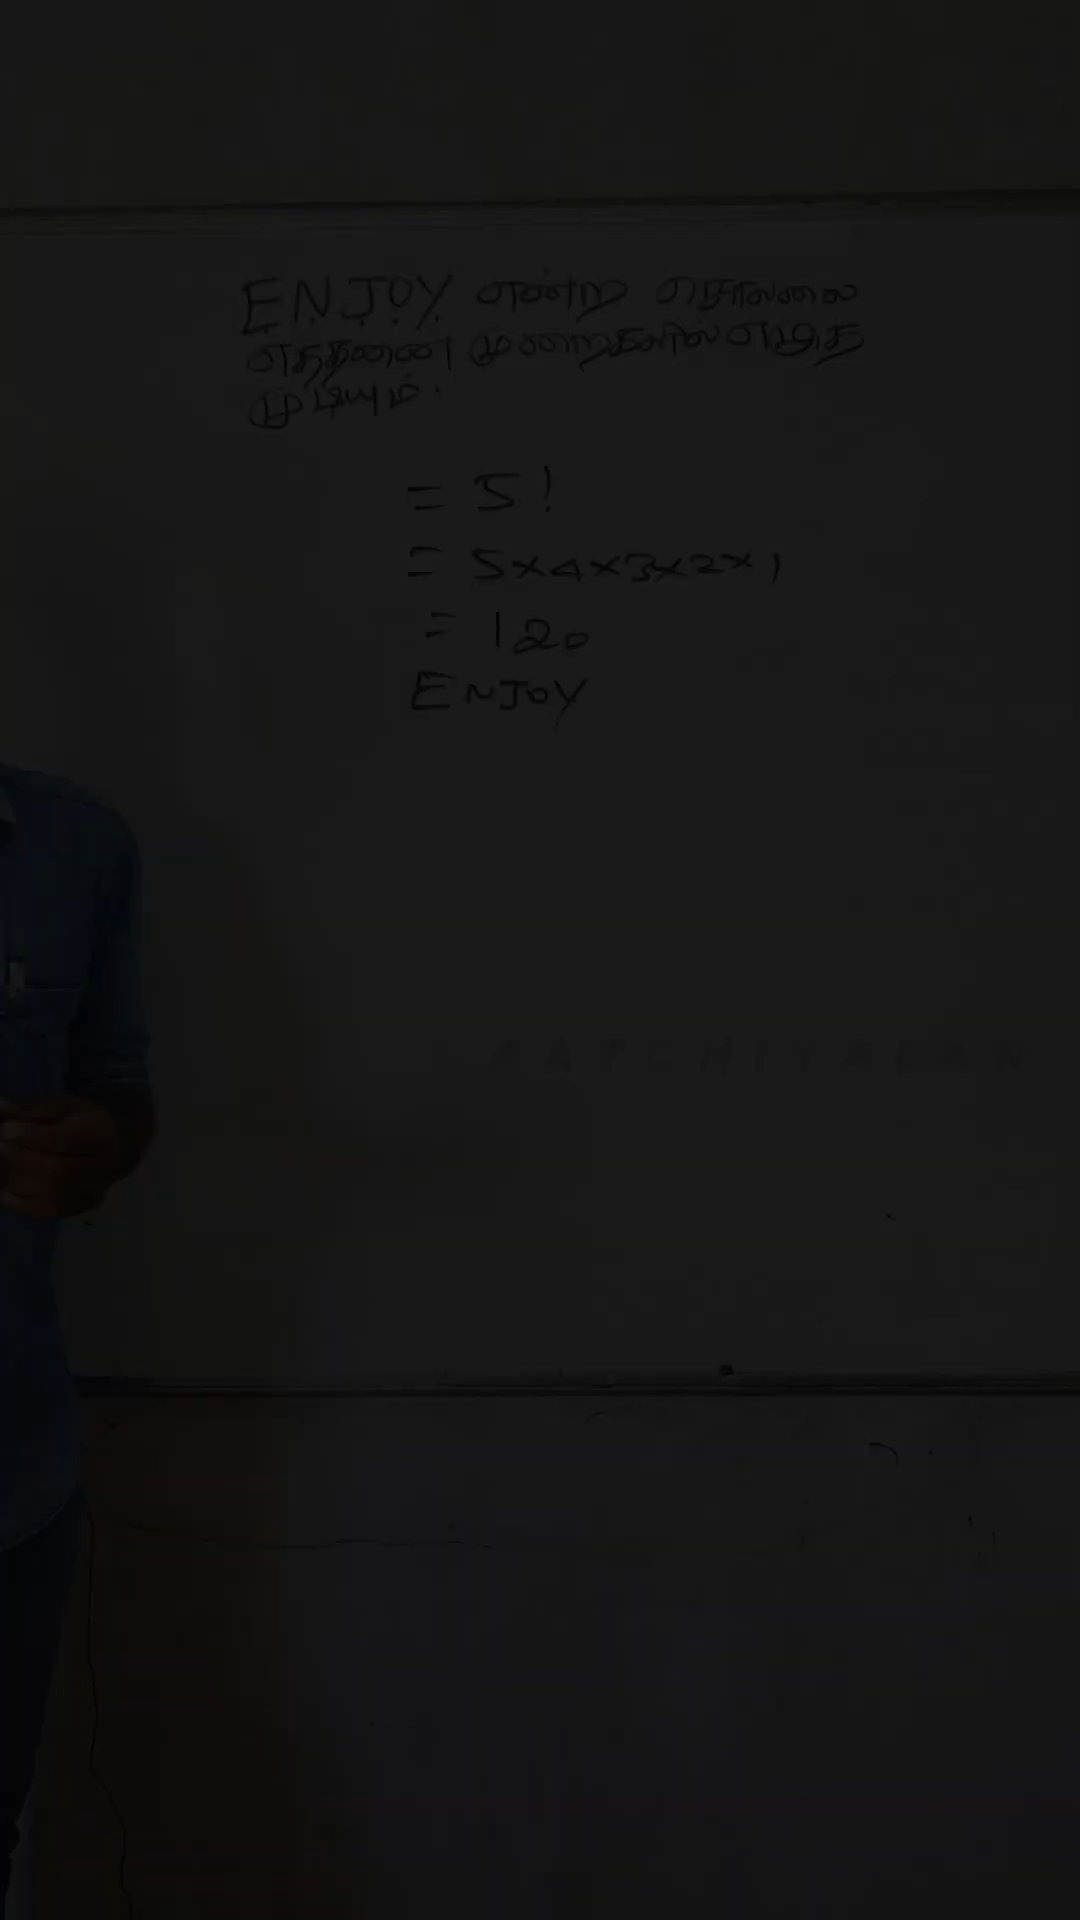 ENJOY என்ற சொல்லை
எத்தனை முறைகளில் எழுத
முடியும்.
= 5!
= 5×4×3×2×1
= 120
ENJOY